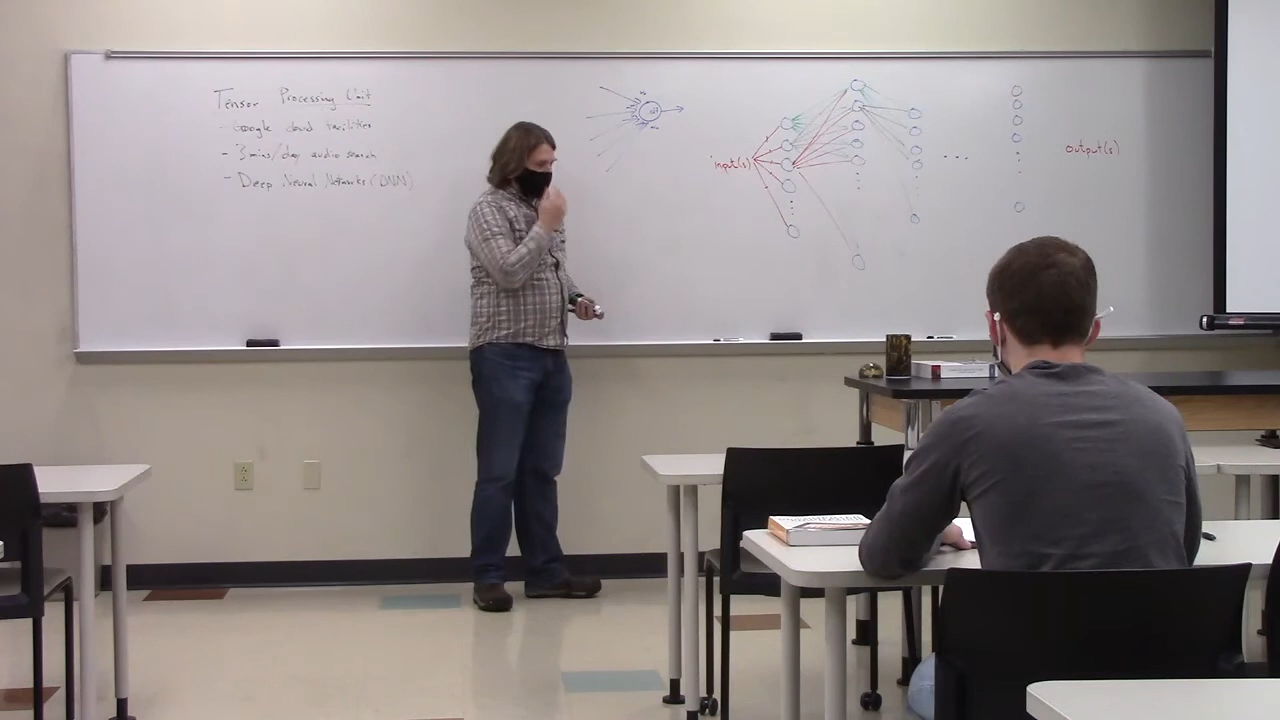 Tensor Processing Unit
- Google cloud facilities
- 3 mins/day audio search
- Deep Neural Networks (DNN)
input(s)
output(s)